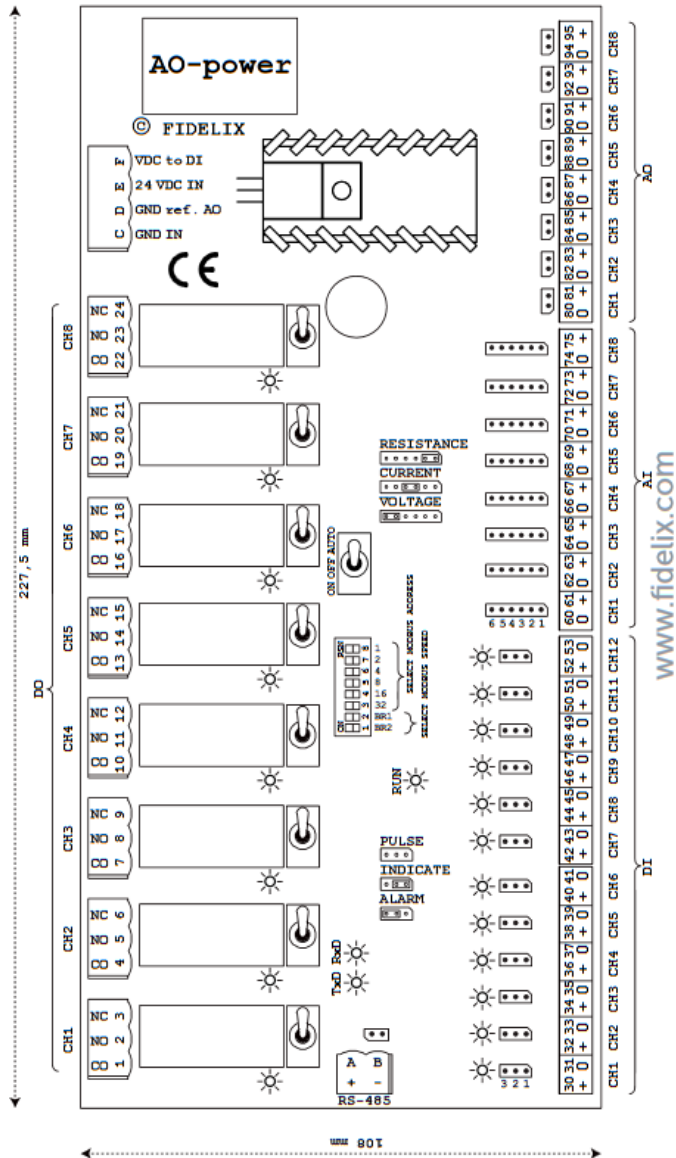 AO-power
© FIDELIX
F VDC to DI
E 24 VDC IN
D GND ref. AO
C GND IN
CE
227,5 mm
DO
CH8
NC 24
NO 23
CO 22
CH7
NC 21
NO 20
CO 19
CH6
NC 18
NO 17
CO 16
CH5
NC 15
NO 14
CO 13
CH4
NC 12
NO 11
CO 10
CH3
NC 9
NO 8
CO 7
CH2
NC 6
NO 5
CO 4
CH1
NC 3
NO 2
CO 1
RESISTANCE
CURRENT
VOLTAGE
ON OFF AUTO
SELECT MODBUS ADDRESS
SELECT MODBUS SPEED
8 1
7 2
6 4
5 8
4 16
3 32
2 BR1
1 BR2
ON
RUN
PULSE
INDICATE
ALARM
TxD RxD
A B
+ -
RS-485
AO
CH8 94 95 0 +
CH7 92 93 0 +
CH6 90 91 0 +
CH5 88 89 0 +
CH4 86 87 0 +
CH3 84 85 0 +
CH2 82 83 0 +
CH1 80 81 0 +
AI
CH8 74 75 0 +
CH7 72 73 0 +
CH6 70 71 0 +
CH5 68 69 0 +
CH4 66 67 0 +
CH3 64 65 0 +
CH2 62 63 0 +
CH1 60 61 0 +
6 5 4 3 2 1
DI
CH12 52 53 + 0
CH11 50 51 + 0
CH10 48 49 + 0
CH9 46 47 + 0
CH8 44 45 + 0
CH7 42 43 + 0
CH6 40 41 + 0
CH5 38 39 + 0
CH4 36 37 + 0
CH3 34 35 + 0
CH2 32 33 + 0
CH1 30 31 + 0
3 2 1
108 mm
www.fidelix.com